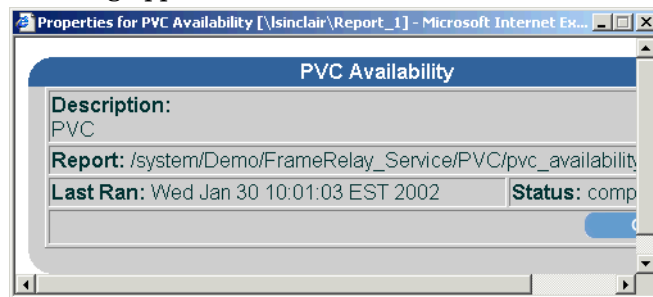 Properties for PVC Availability [\lsinclair\Report_1] - Microsoft Internet Ex...
PVC Availability
Description:
PVC
Report: /system/Demo/FrameRelay_Service/PVC/pvc_availability
Last Ran: Wed Jan 30 10:01:03 EST 2002 Status: comp